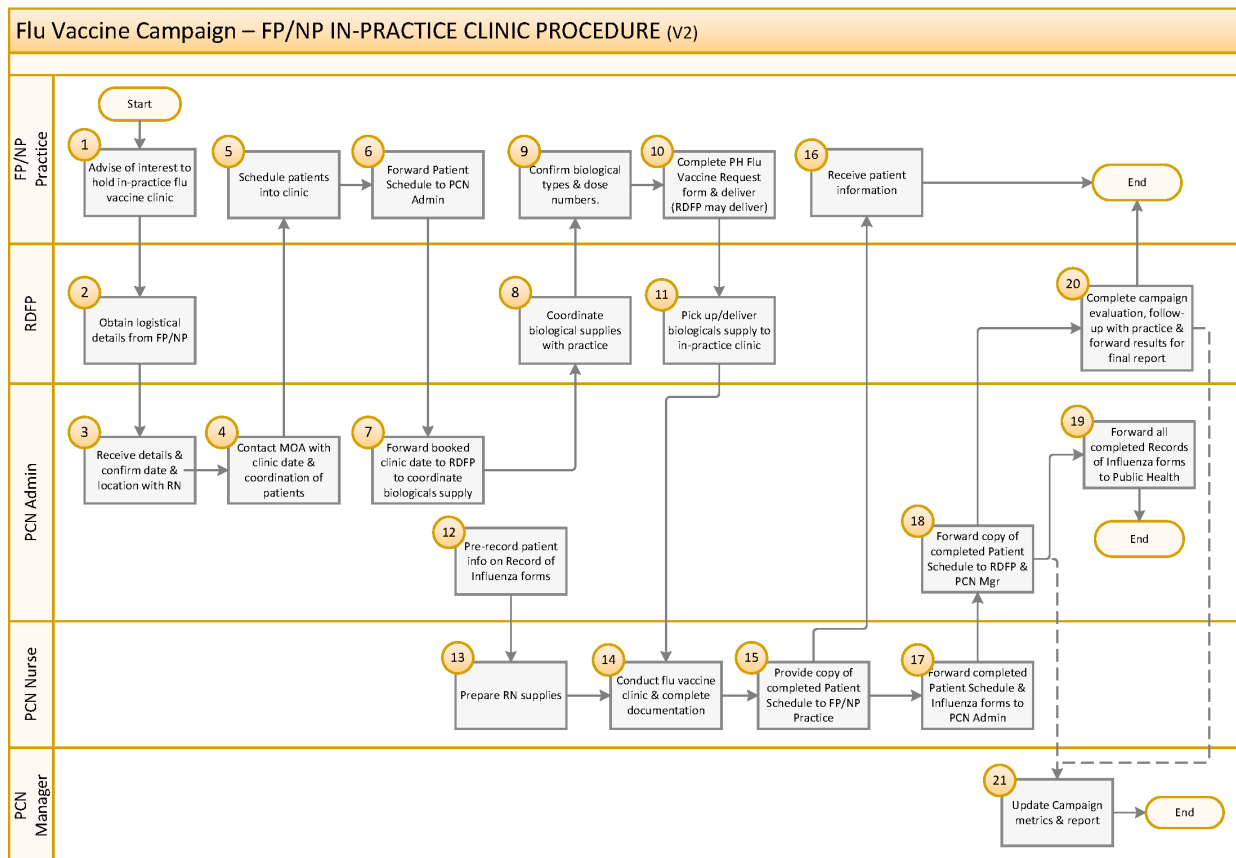 Flu Vaccine Campaign – FP/NP IN-PRACTICE CLINIC PROCEDURE (V2)
FP/NP
Practice
Start
1
Advise of interest to
hold in-practice flu
vaccine clinic
5
Schedule patients
into clinic
6
Forward Patient
Schedule to PCN
Admin
9
Confirm biological
types & dose
numbers.
10
Complete PH Flu
Vaccine Request
form & deliver
(RDFP may deliver)
16
Receive patient
information
End
RDFP
2
Obtain logistical
details from FP/NP
8
Coordinate
biological supplies
with practice
11
Pick up/deliver
biologicals supply to
in-practice clinic
20
Complete campaign
evaluation, follow-
up with practice &
forward results for
final report
PCN Admin
3
Receive details &
confirm date &
location with RN
4
Contact MOA with
clinic date &
coordination of
patients
7
Forward booked
clinic date to RDFP
to coordinate
biologicals supply
12
Pre-record patient
info on Record of
Influenza forms
18
Forward copy of
completed Patient
Schedule to RDFP &
PCN Mgr
19
Forward all
completed Records
of Influenza forms
to Public Health
End
PCN Nurse
13
Prepare RN supplies
14
Conduct flu vaccine
clinic & complete
documentation
15
Provide copy of
completed Patient
Schedule to FP/NP
Practice
17
Forward completed
Patient Schedule &
Influenza forms to
PCN Admin
PCN
Manager
21
Update Campaign
metrics & report
End